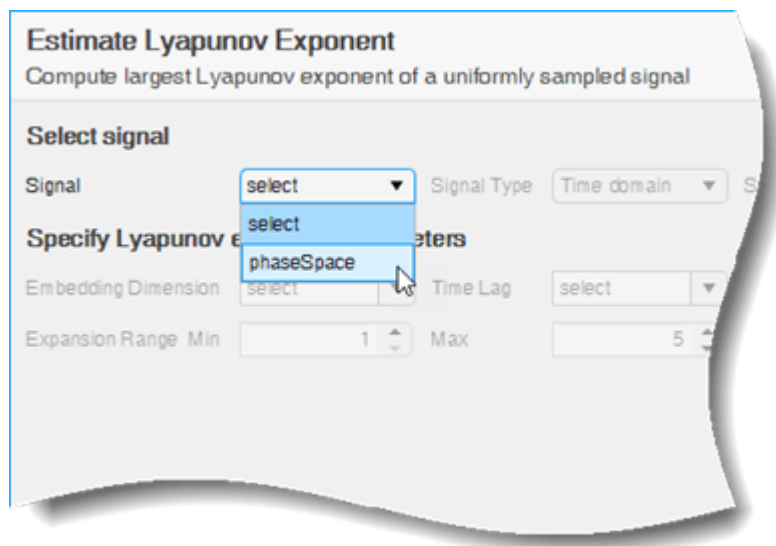 Estimate Lyapunov Exponent
Compute largest Lyapunov exponent of a uniformly sampled signal
Select signal
Signal select Signal Type Time domain
select
Specify Lyapunov
phaseSpace
Embedding Dimension select Time Lag select
Expansion Range Min 1 Max 5